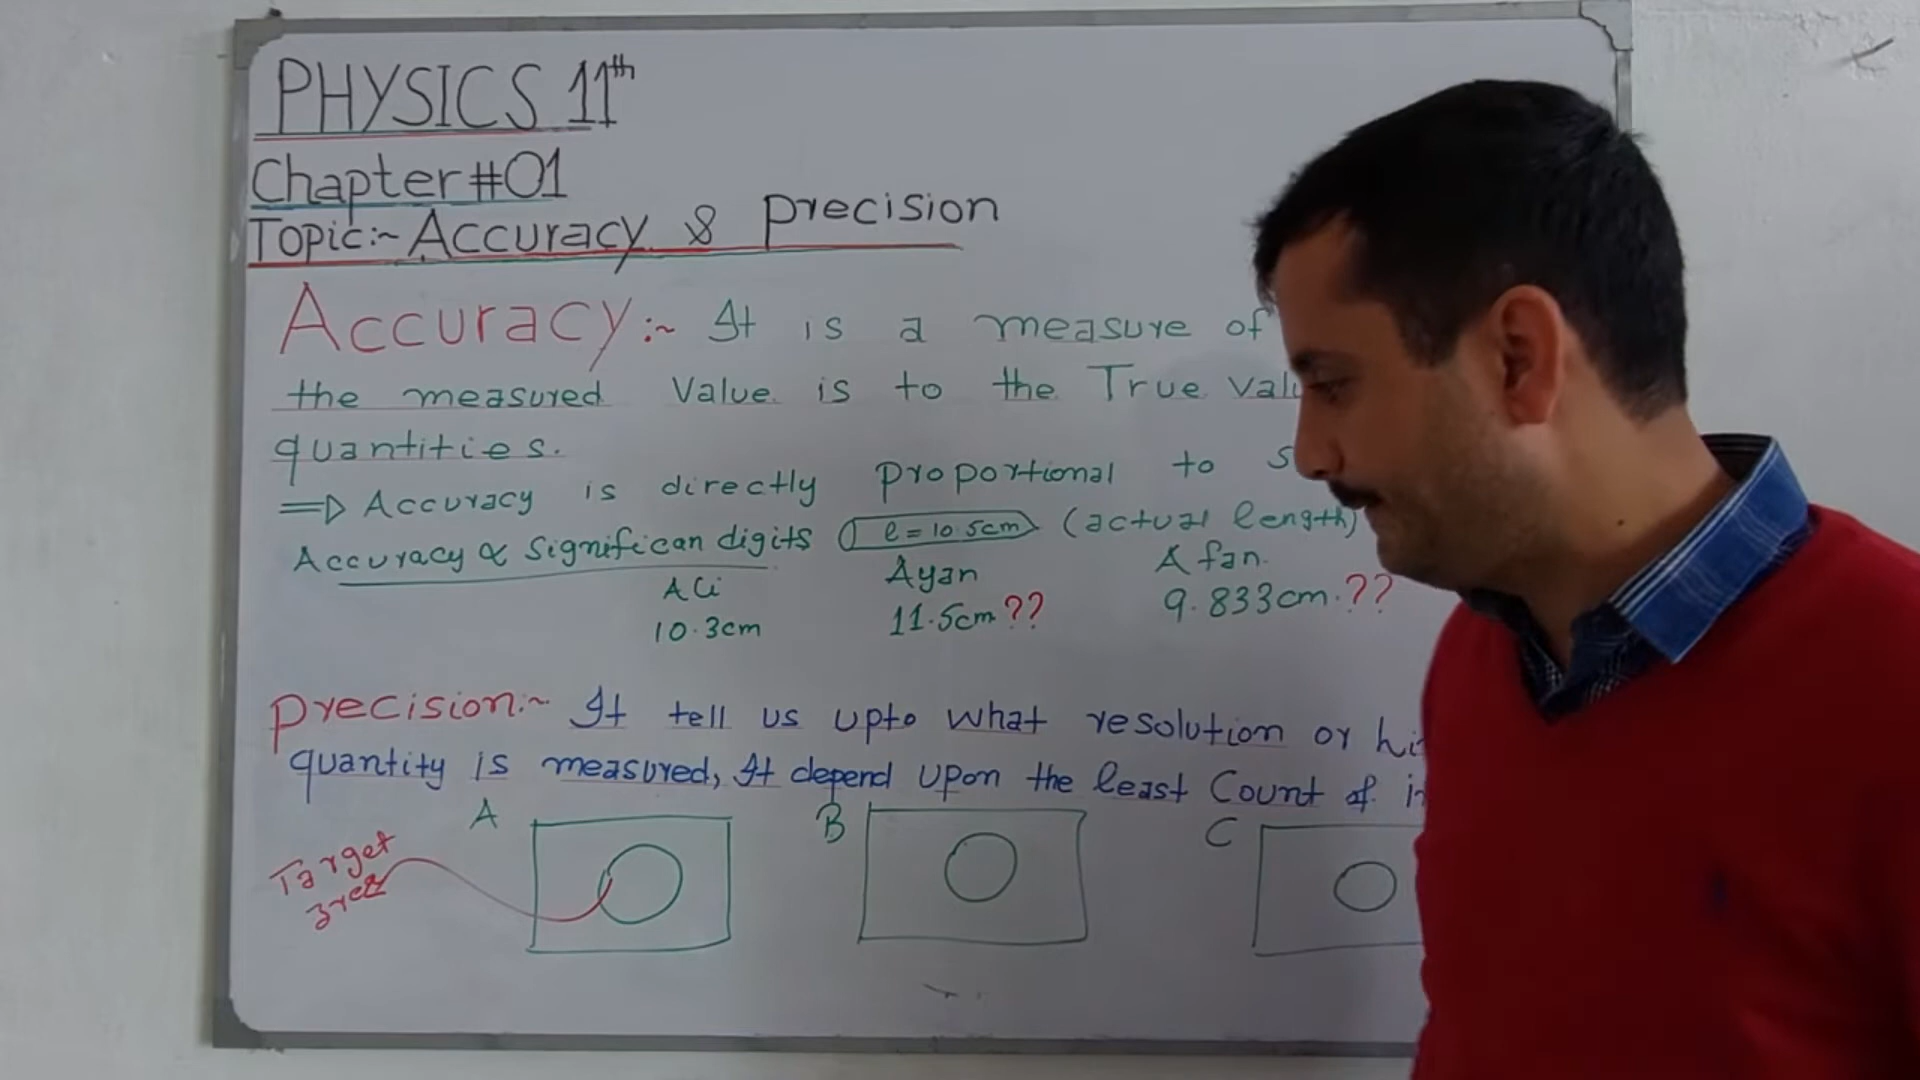 PHYSICS 11th
Chapter #01
Topic:~ Accuracy & precision
Accuracy:~ It is a measure of
the measured Value is to the True valu
quantities.
=> Accuracy is directly proportional to s
Accuracy ∝ Significan digits l = 10.5cm (actual length)
Ali Ayan Afan.
10.3cm 11.5cm ?? 9.833cm. ??
precision:~ It tell us upto what resolution or hi
quantity is measured, It depend upon the least Count of i
A B C
Target
area